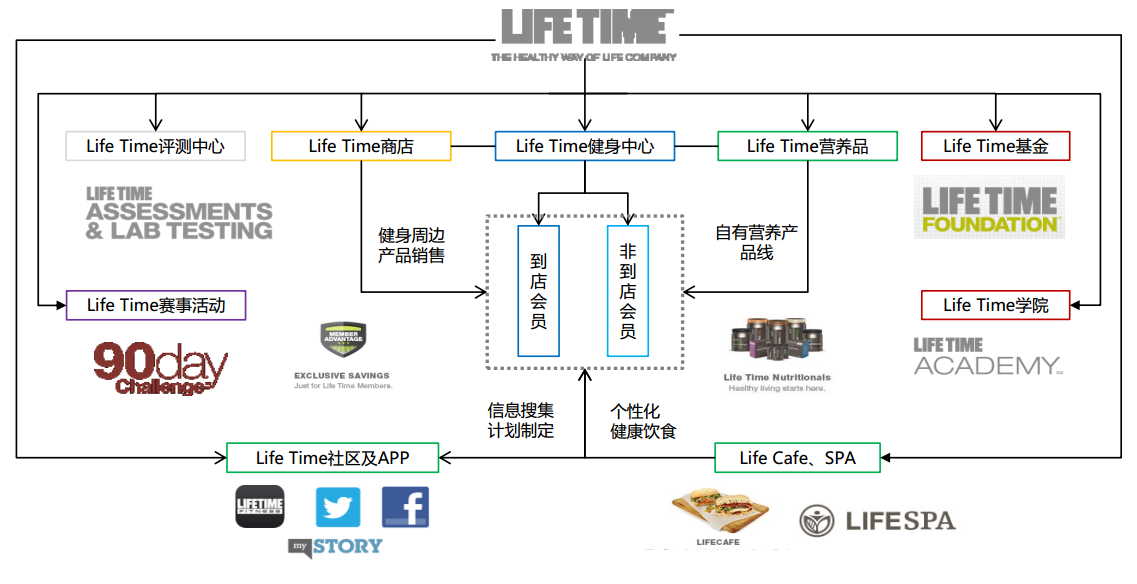 LIFE TIME
THE HEALTHY WAY OF LIFE COMPANY
Life Time评测中心
Life Time商店
Life Time健身中心
Life Time营养品
Life Time基金
LIFE TIME
ASSESSMENTS
& LAB TESTING
健身周边
产品销售
到店会员
非到店会员
自有营养产
品线
LIFE TIME
FOUNDATION
Life Time赛事活动
Life Time学院
90day
Challenge
MEMBER
ADVANTAGE
EXCLUSIVE SAVINGS
Just for Life Time Members.
Life Time Nutritionals
Healthy living starts here.
LIFE TIME
ACADEMY
SM
信息搜集
计划制定
个性化
健康饮食
Life Time社区及APP
Life Cafe、SPA
LIFETIME
FITNESS
my STORY
LIFECAFE
LIFESPA